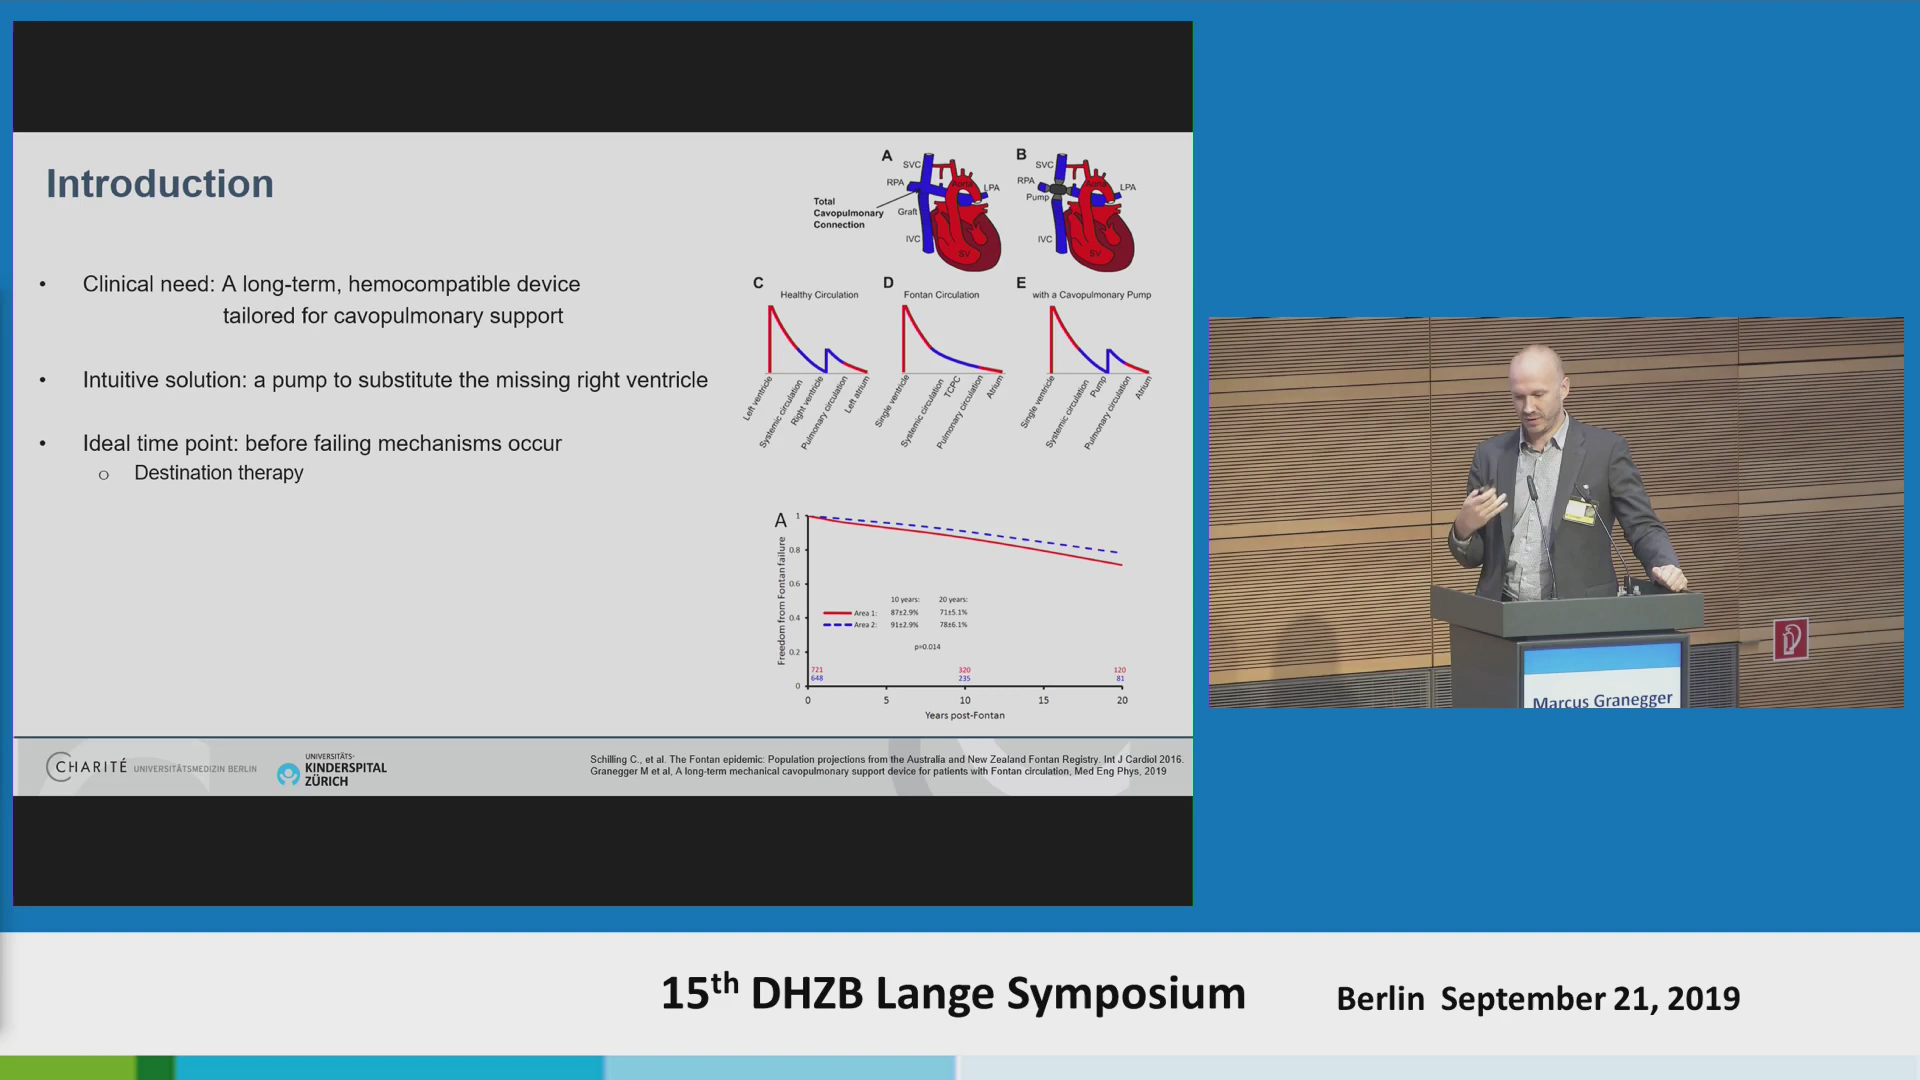 Introduction
• Clinical need: A long-term, hemocompatible device
tailored for cavopulmonary support
• Intuitive solution: a pump to substitute the missing right ventricle
• Ideal time point: before failing mechanisms occur
o Destination therapy
A
SVC
RPA
Aorta
LPA
Total
Cavopulmonary
Connection
Graft
IVC
SV
B
SVC
RPA
Aorta
LPA
Pump
IVC
SV
C
Healthy Circulation
Left ventricle
Systemic circulation
Right ventricle
Pulmonary circulation
Left atrium
D
Fontan Circulation
Single ventricle
Systemic circulation
TCPC
Pulmonary circulation
Atrium
E
with a Cavopulmonary Pump
Single ventricle
Systemic circulation
Pump
Pulmonary circulation
Atrium
A
Freedom from Fontan failure
1
0.8
0.6
0.4
0.2
0
10 years: 20 years:
Area 1: 87±2.9% 71±5.1%
Area 2: 91±2.9% 78±6.1%
p=0.014
721 320 120
648 235 81
0 5 10 15 20
Years post-Fontan
CHARITÉ UNIVERSITÄTSMEDIZIN BERLIN
UNIVERSITÄTS-
KINDERSPITAL
ZÜRICH
Schilling C., et al. The Fontan epidemic: Population projections from the Australia and New Zealand Fontan Registry. Int J Cardiol 2016.
Granegger M et al, A long-term mechanical cavopulmonary support device for patients with Fontan circulation, Med Eng Phys, 2019
Marcus Granegger
15th DHZB Lange Symposium
Berlin September 21, 2019